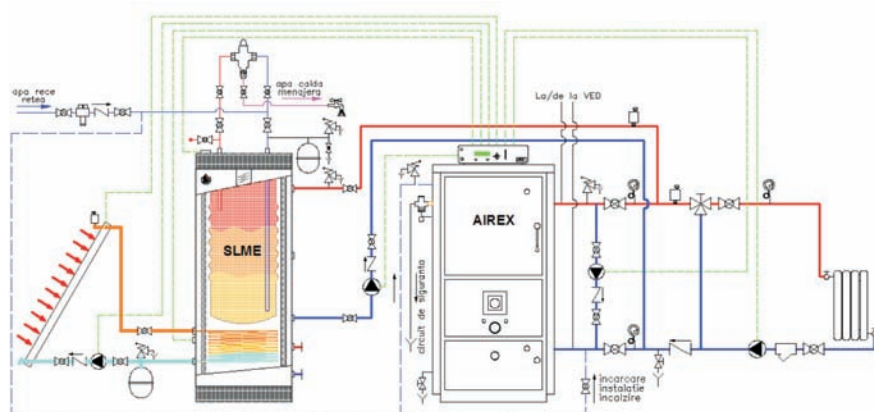 apa rece
retea
apa calda
menajera
La/de la VED
SLME
AIREX
circuit de siguranta
incarcare
instalatie
incalzire